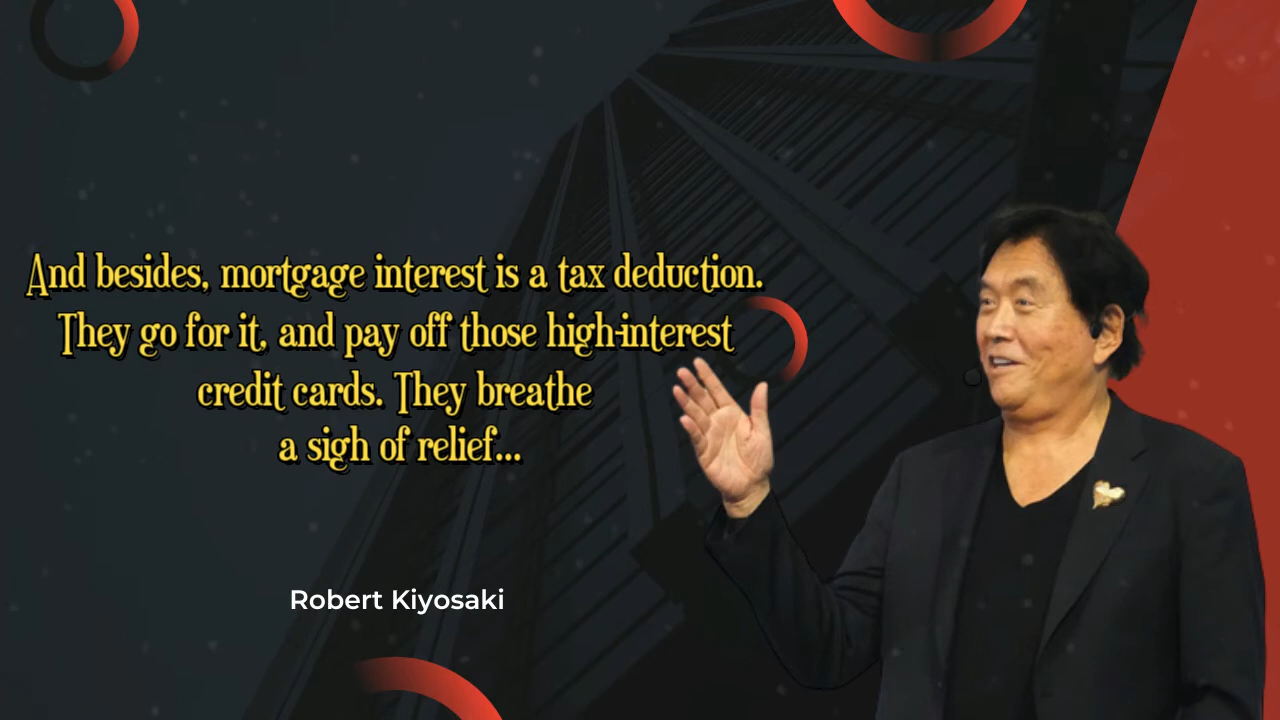 And besides, mortgage interest is a tax deduction.
They go for it, and pay off those high-interest
credit cards. They breathe
a sigh of relief...
Robert Kiyosaki